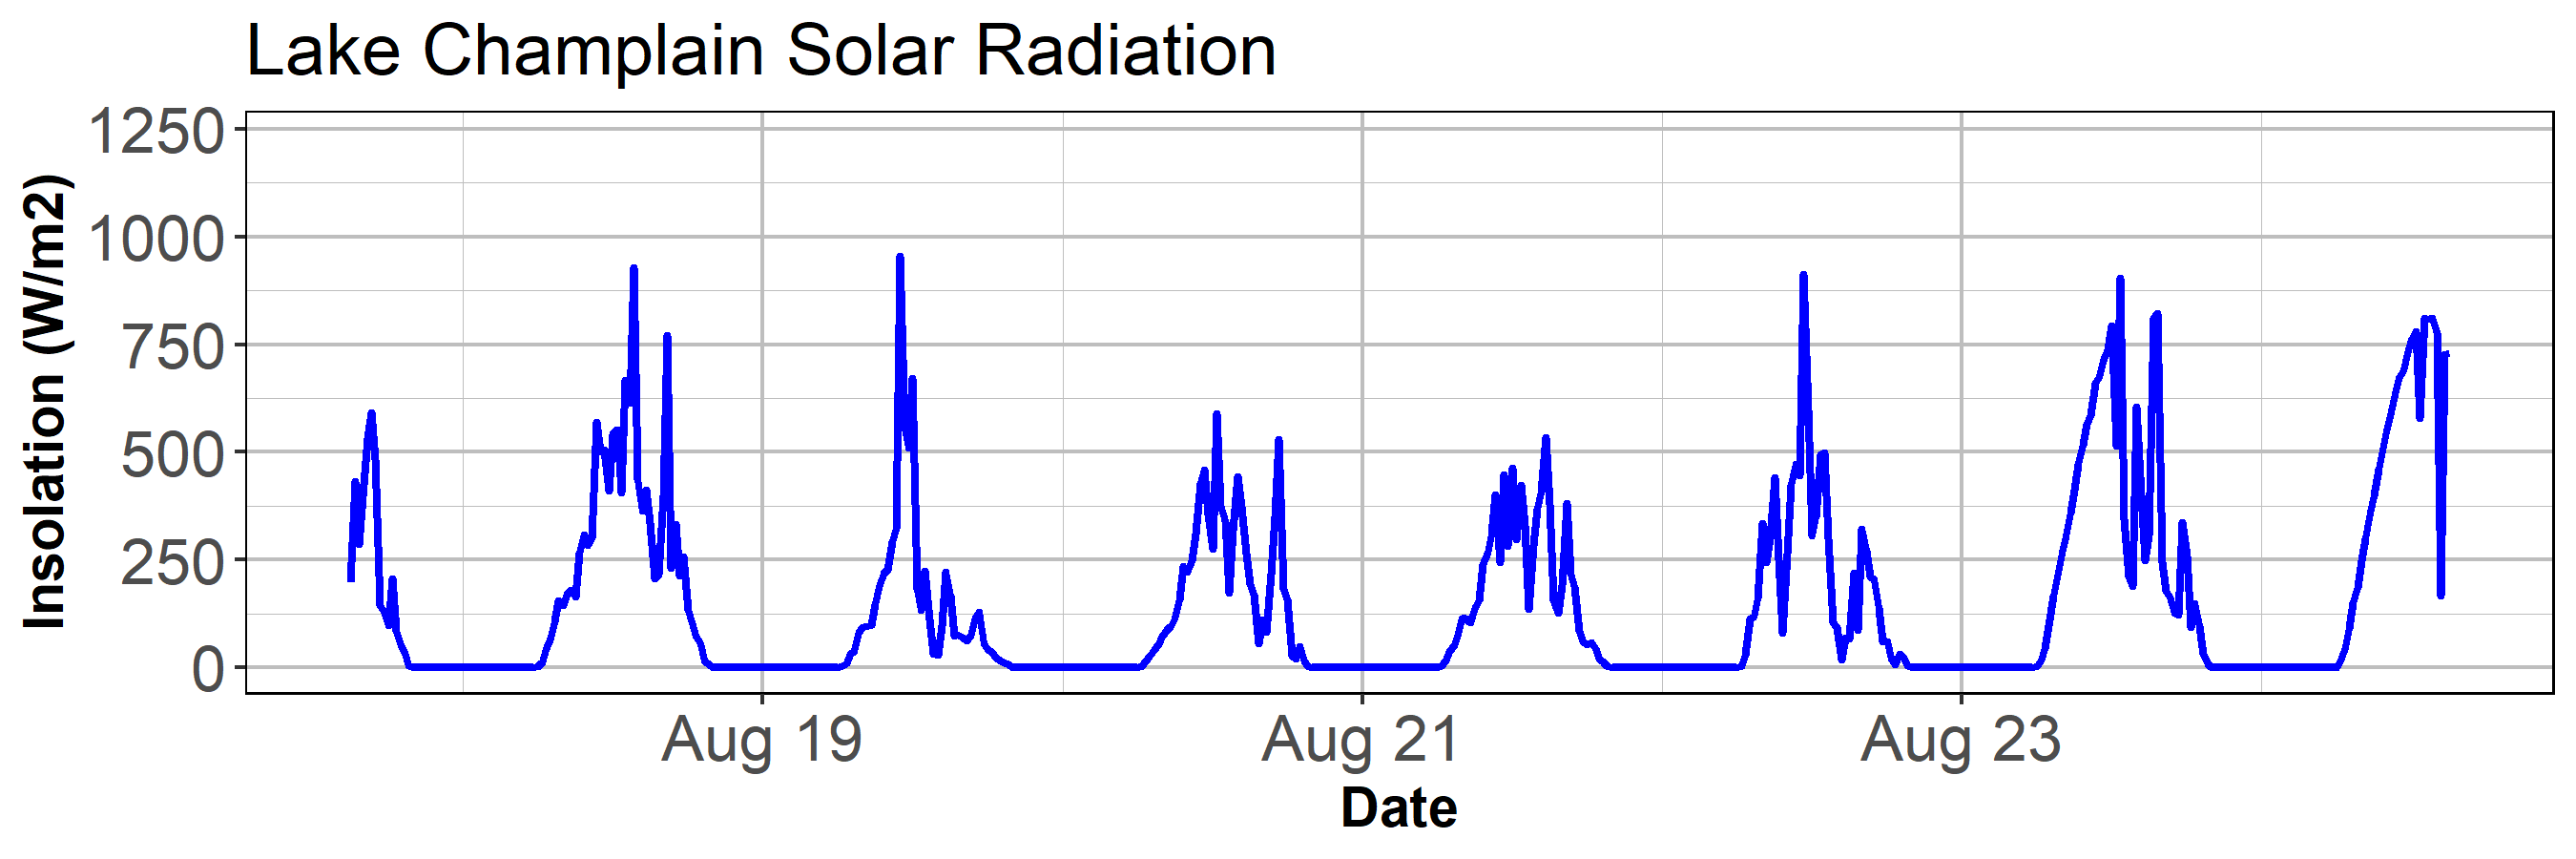 Lake Champlain Solar Radiation
Insolation (W/m2)
1250
1000
750
500
250
0
Aug 19
Aug 21
Aug 23
Date